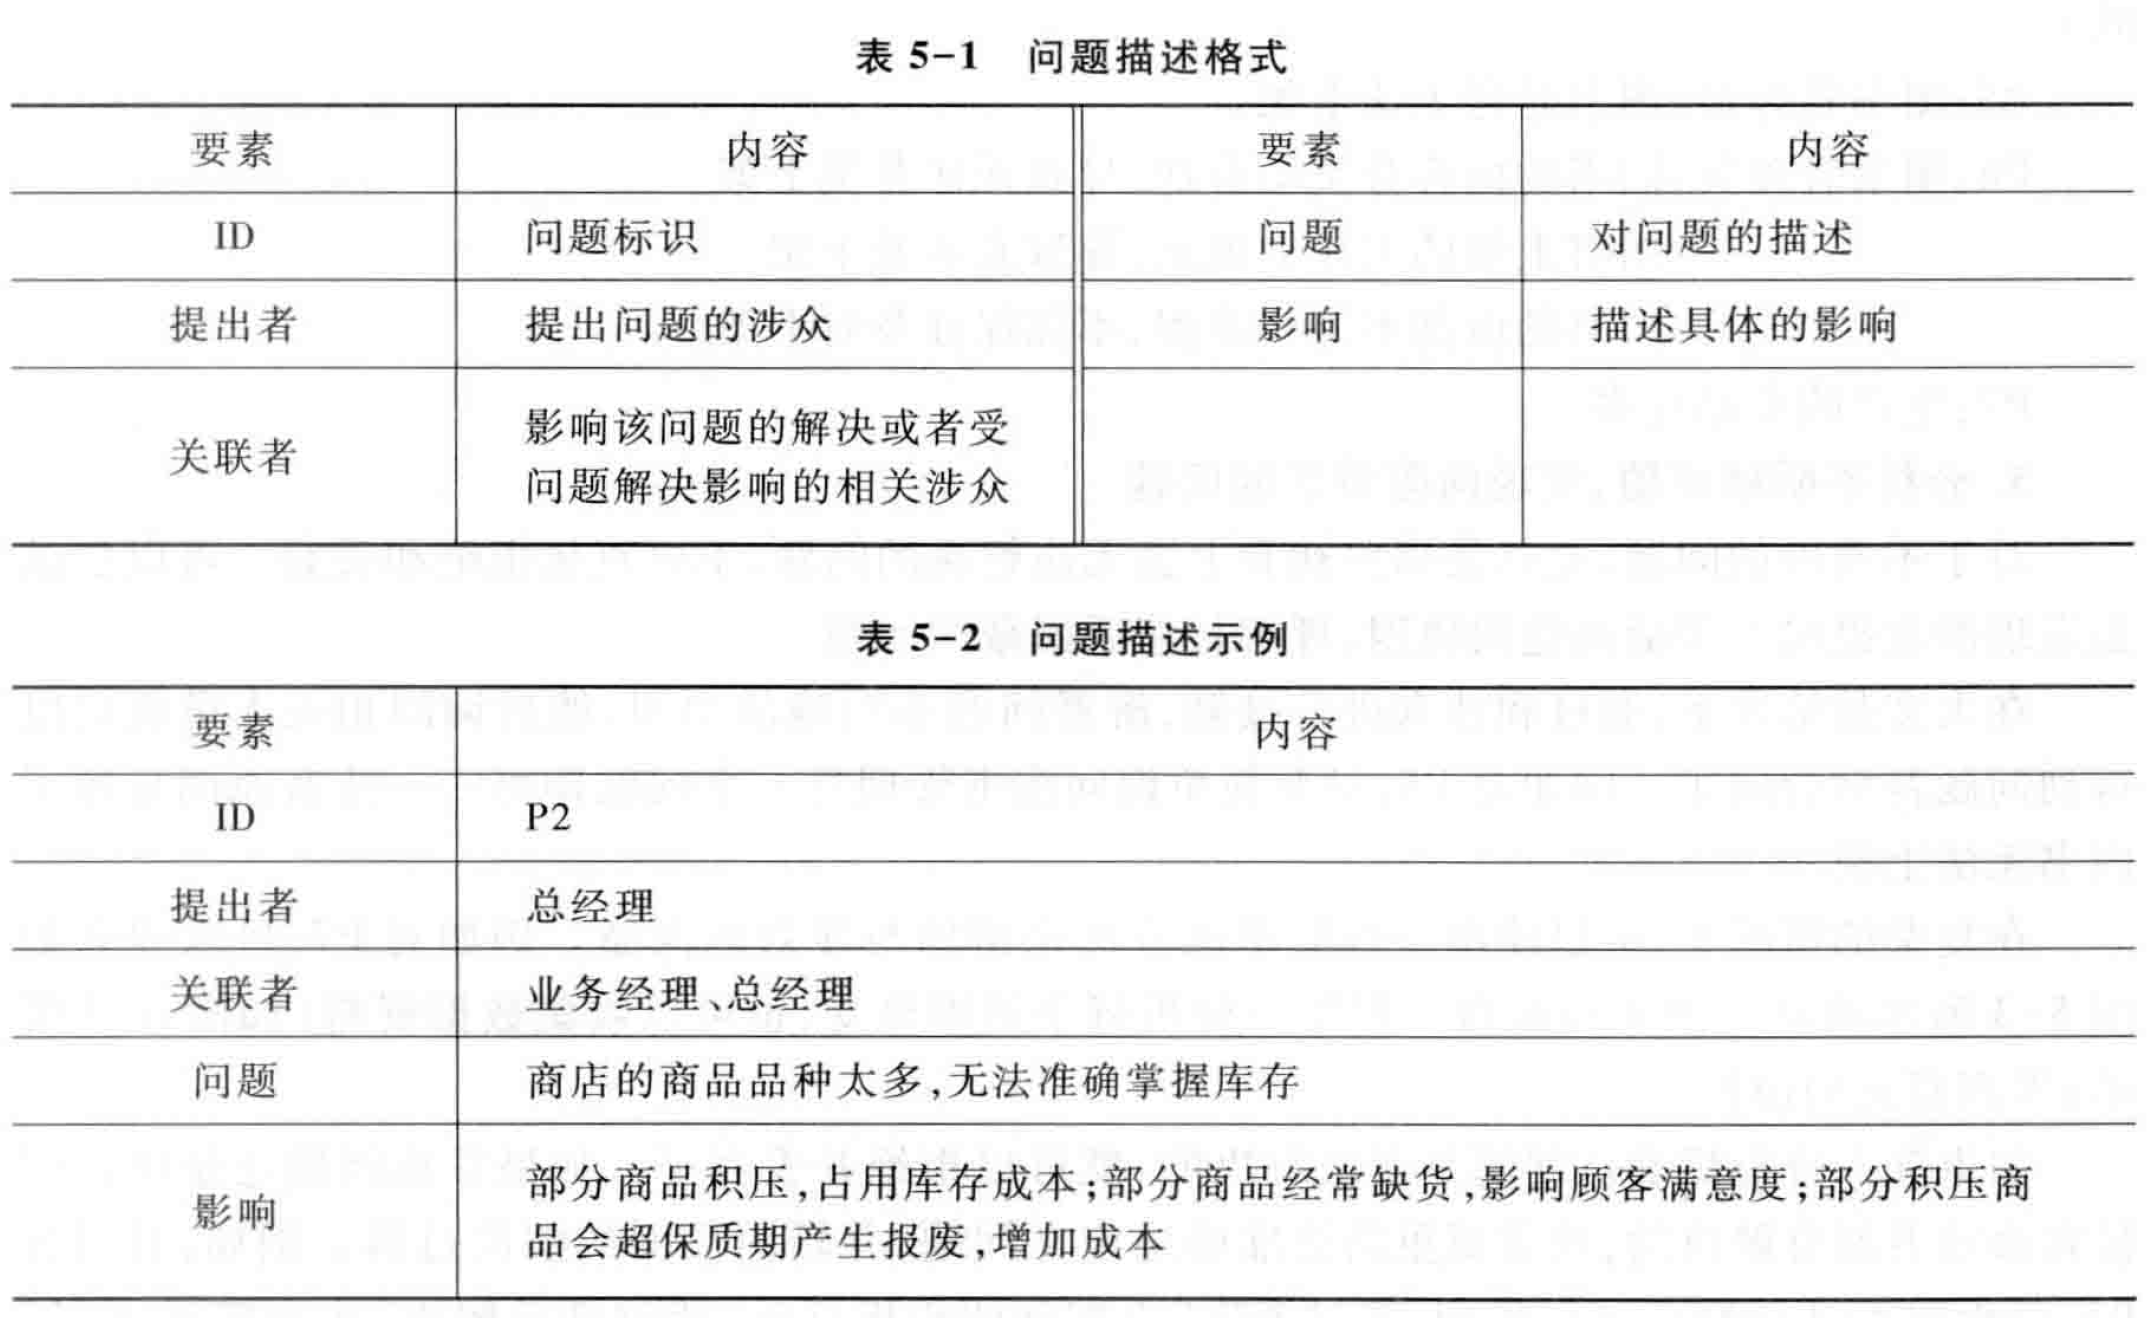 表 5-1 问题描述格式
要素 内容 要素 内容
ID 问题标识 问题 对问题的描述
提出者 提出问题的涉众 影响 描述具体的影响
关联者 影响该问题的解决或者受
问题解决影响的相关涉众
表 5-2 问题描述示例
要素 内容
ID P2
提出者 总经理
关联者 业务经理、总经理
问题 商店的商品品种太多,无法准确掌握库存
影响 部分商品积压,占用库存成本;部分商品经常缺货,影响顾客满意度;部分积压商
品会超保质期产生报废,增加成本